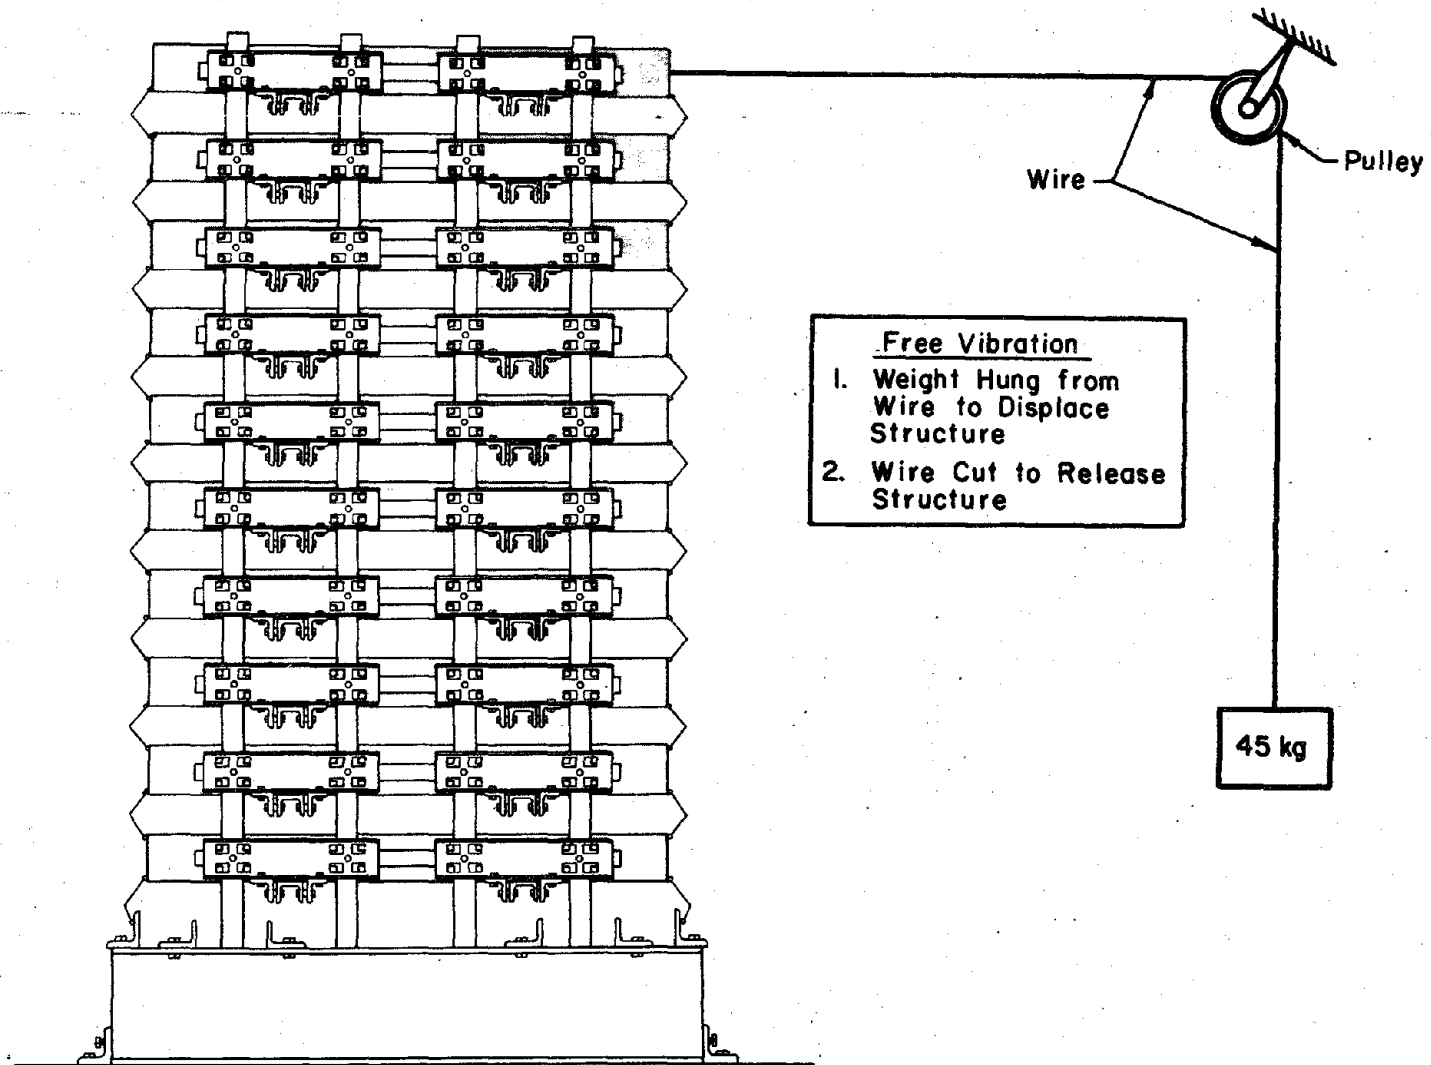 Wire
Pulley
Free Vibration
1. Weight Hung from
Wire to Displace
Structure
2. Wire Cut to Release
Structure
45 kg